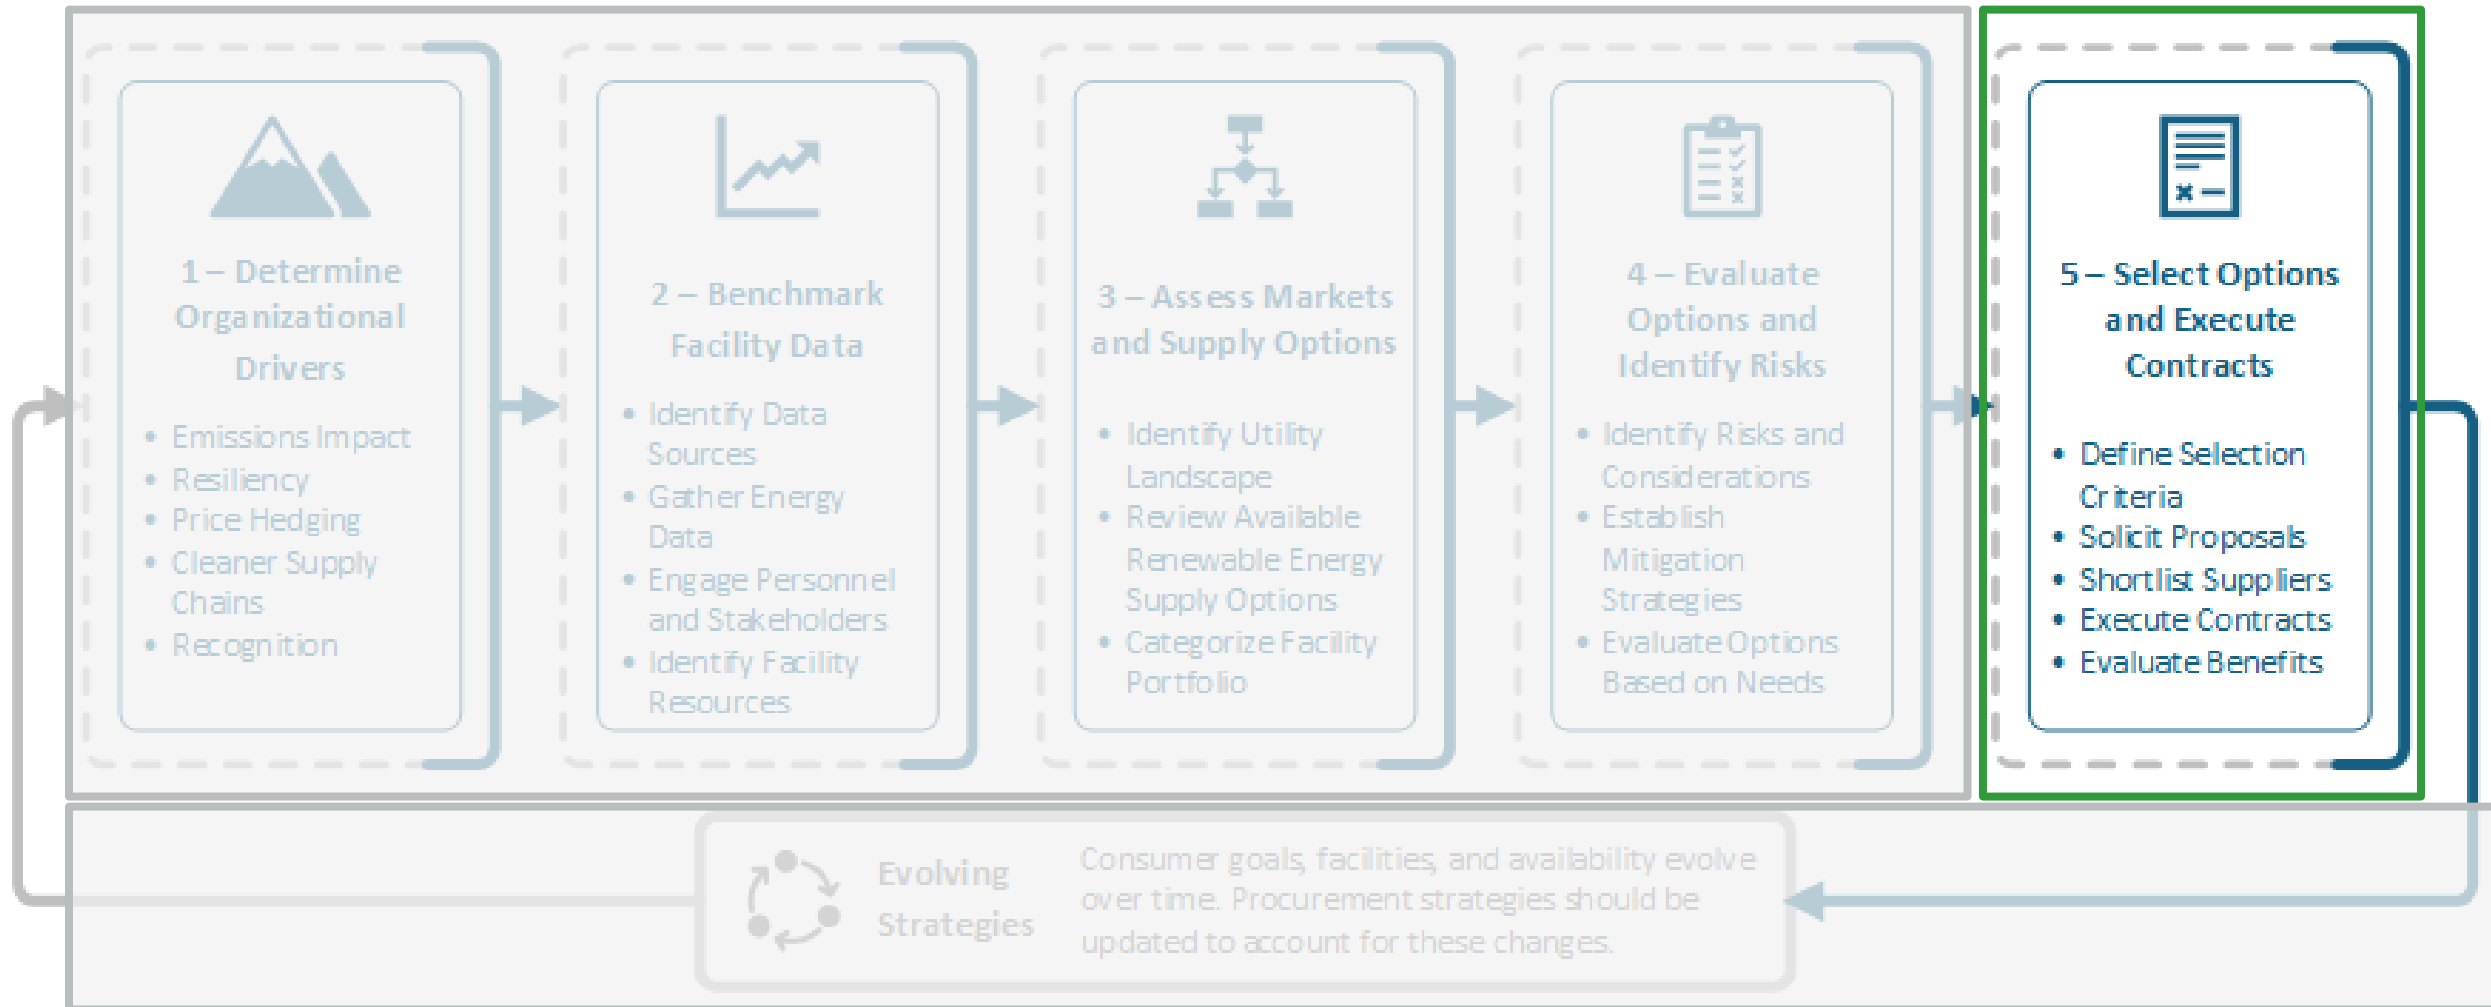 1 – Determine
Organizational
Drivers
• Emissions Impact
• Resiliency
• Price Hedging
• Cleaner Supply
Chains
• Recognition
2 – Benchmark
Facility Data
• Identify Data
Sources
• Gather Energy
Data
• Engage Personnel
and Stakeholders
• Identify Facility
Resources
3 – Assess Markets
and Supply Options
• Identify Utility
Landscape
• Review Available
Renewable Energy
Supply Options
• Categorize Facility
Portfolio
4 – Evaluate
Options and
Identify Risks
• Identify Risks and
Considerations
• Establish
Mitigation
Strategies
• Evaluate Options
Based on Needs
5 – Select Options
and Execute
Contracts
• Define Selection
Criteria
• Solicit Proposals
• Shortlist Suppliers
• Execute Contracts
• Evaluate Benefits
Evolving
Strategies
Consumer goals, facilities, and availability evolve
over time. Procurement strategies should be
updated to account for these changes.